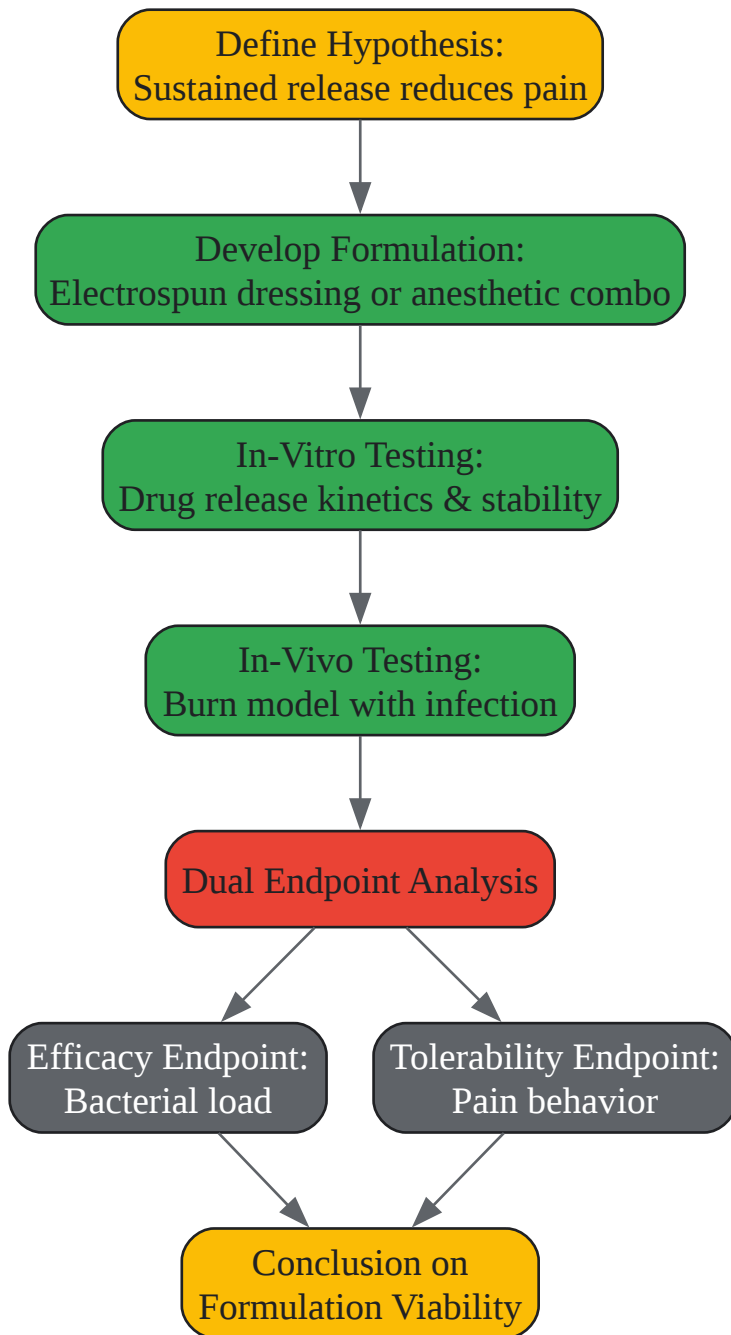 Define Hypothesis:
Sustained release reduces pain
Develop Formulation:
Electrospun dressing or anesthetic combo
In-Vitro Testing:
Drug release kinetics & stability
In-Vivo Testing:
Burn model with infection
Dual Endpoint Analysis
Efficacy Endpoint:
Bacterial load
Tolerability Endpoint:
Pain behavior
Conclusion on
Formulation Viability